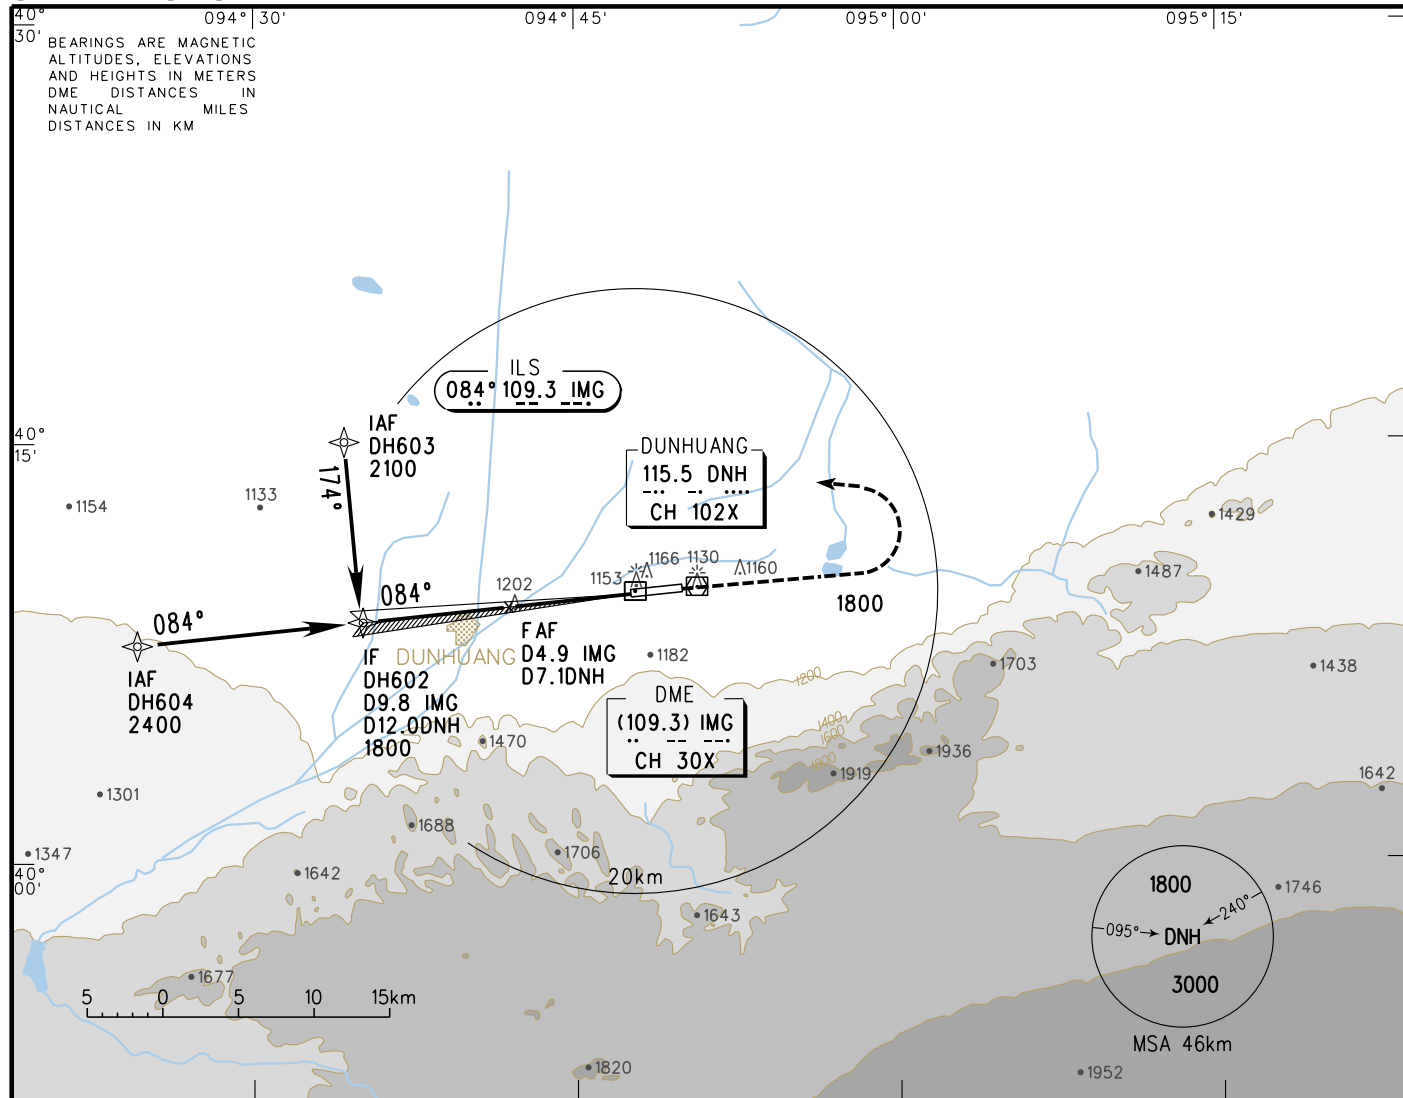 094°30'
094°45'
095°00'
095°15'
40°
30'
BEARINGS ARE MAGNETIC
ALTITUDES, ELEVATIONS
AND HEIGHTS IN METERS
DME DISTANCES IN
NAUTICAL MILES
DISTANCES IN KM
ILS
084° 109.3 IMG
IAF
DH603
2100
40°
15'
174°
DUNHUANG
115.5 DNH
CH 102X
1154
1133
1429
1487
1166
1130
1160
1153
1202
084°
084°
1800
FAF
D4.9 IMG
D7.1DNH
IF
DH602
D9.8 IMG
D12.0DNH
1800
DUNHUANG
IAF
DH604
2400
1182
1200
1703
1438
DME
(109.3) IMG
CH 30X
1400
1600
1800
1470
1936
1919
1642
1301
1688
1706
1347
40°
00'
1642
20km
1643
1746
1800
095°
240°
DNH
3000
MSA 46km
1677
5 0 5 10 15km
1820
1952